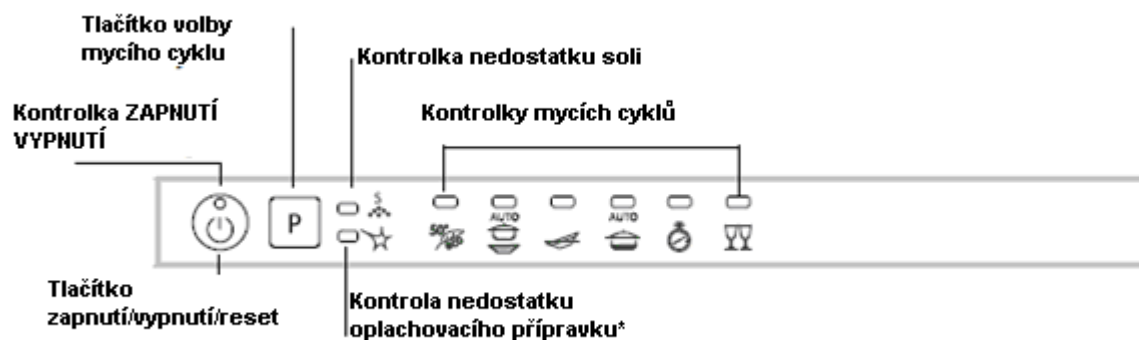 Tlačítko volby
mycího cyklu
Kontrolka nedostatku soli
Kontrolka ZAPNUTÍ
VYPNUTÍ
Kontrolky mycích cyklů
P
S
AUTO
AUTO
50°
Tlačítko
zapnutí/vypnutí/reset
Kontrola nedostatku
oplachovacího přípravku*